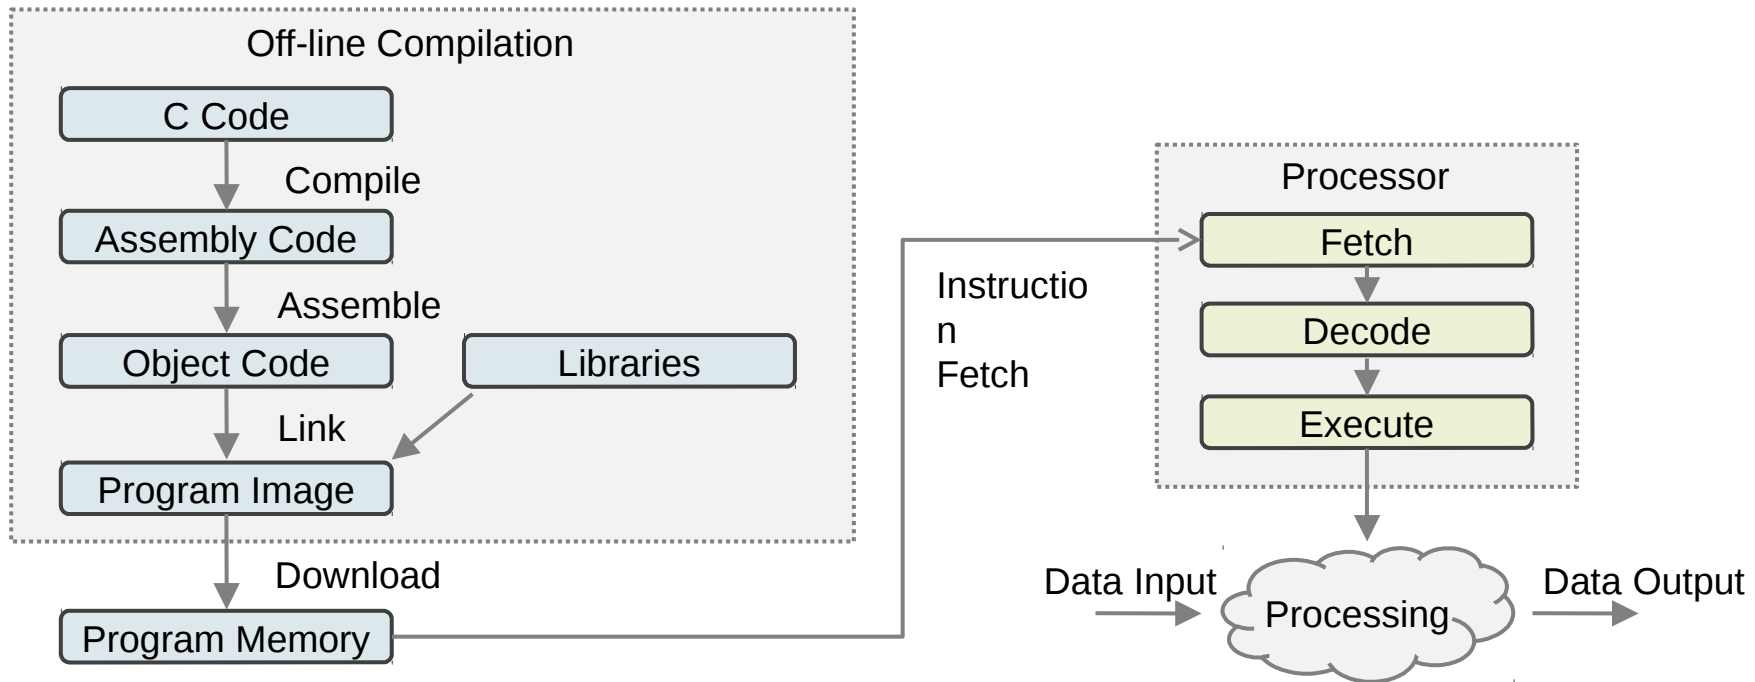 Off-line Compilation
C Code
Compile
Assembly Code
Assemble
Object Code
Libraries
Link
Program Image
Download
Program Memory
Instructio
n
Fetch
Processor
Fetch
Decode
Execute
Data Input
Processing
Data Output